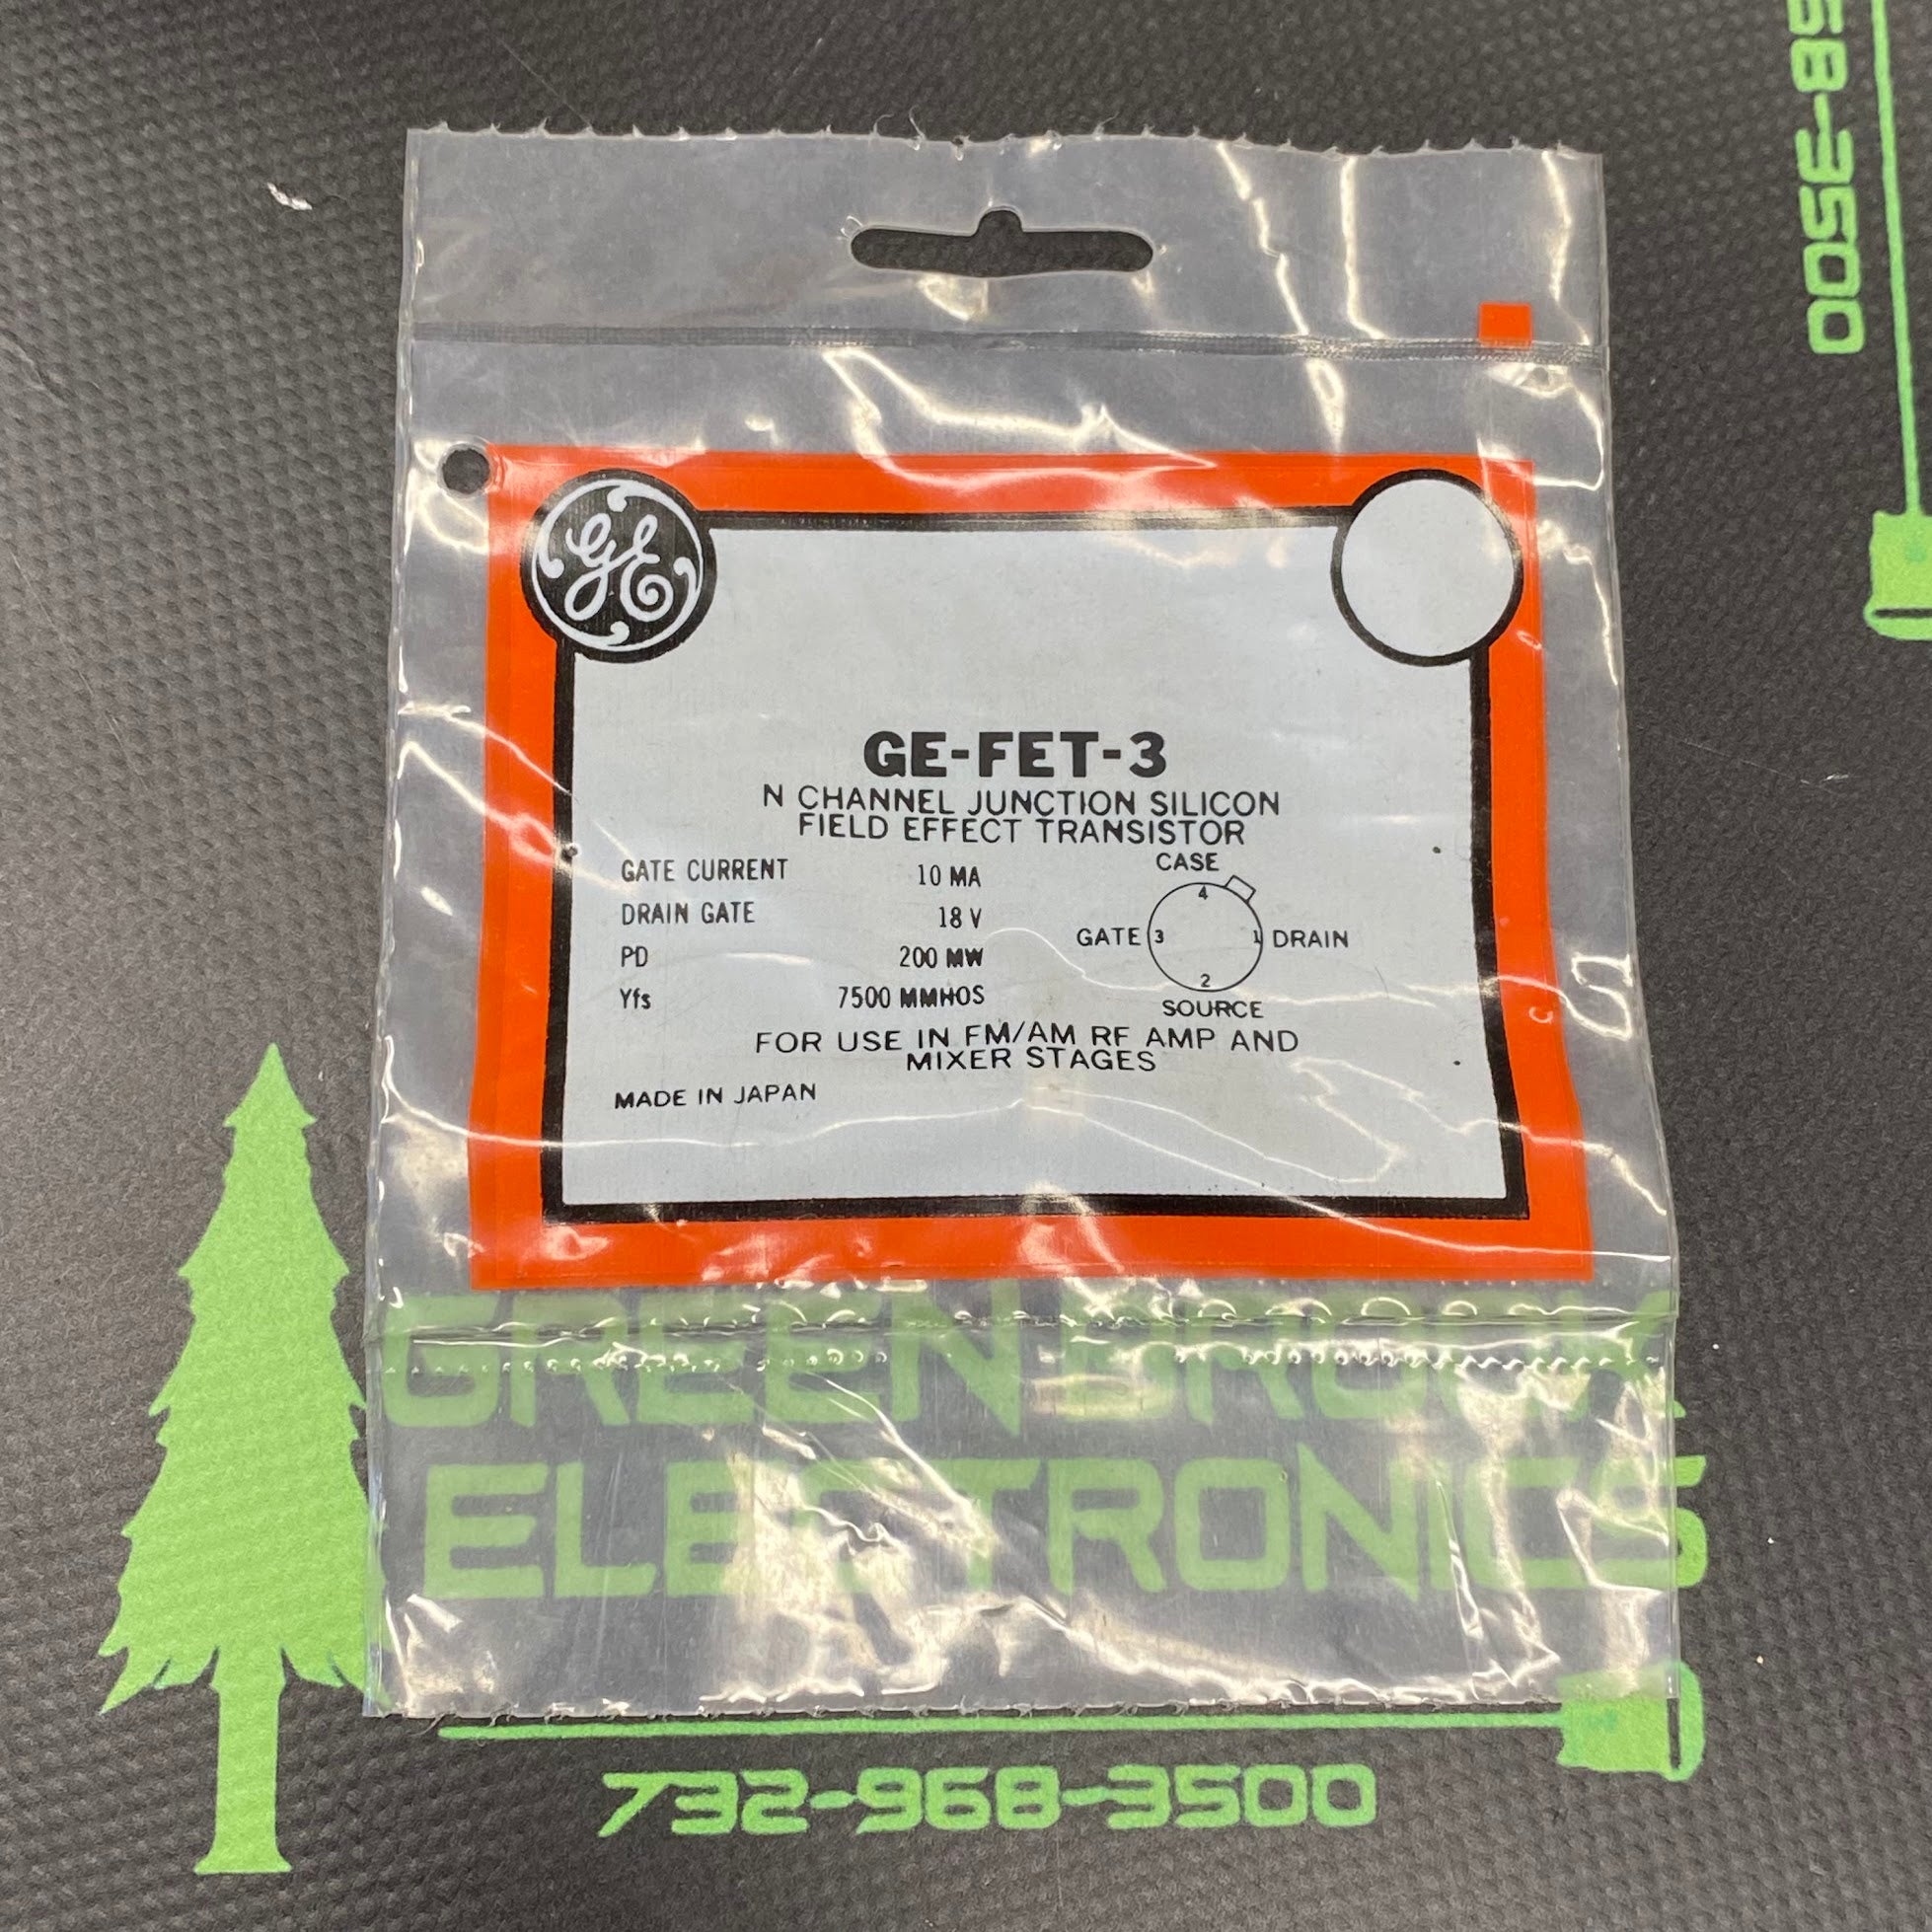 58-3500
GE
GE-FET-3
N CHANNEL JUNCTION SILICON
FIELD EFFECT TRANSISTOR
GATE CURRENT 10 MA
DRAIN GATE 18 V
PD 200 MW
Yfs 7500 MMHOS
CASE
4
GATE 3 1 DRAIN
2
SOURCE
FOR USE IN FM/AM RF AMP AND
MIXER STAGES
MADE IN JAPAN
GREEN BROOK
ELECTRONICS
732-968-3500